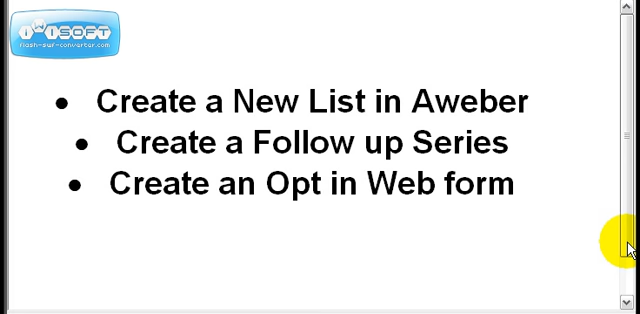 iWiSOFT
flash-swf-converter.com
• Create a New List in Aweber
• Create a Follow up Series
• Create an Opt in Web form